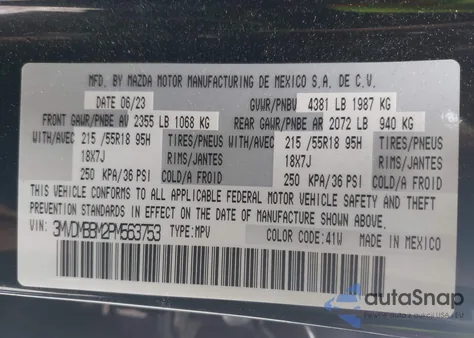 MFD. BY MAZDA MOTOR MANUFACTURING DE MEXICO S.A. DE C.V.
DATE 06/23 GVWR/PNBV 4381 LB 1987 KG
FRONT GAWR/PNBE AV 2355 LB 1068 KG REAR GAWR/PNBE AR 2072 LB 940 KG
WITH/AVEC 215 /55R18 95H TIRES/PNEUS WITH/AVEC 215 /55R18 95H TIRES/PNEUS
18X7J RIMS/JANTES 18X7J RIMS/JANTES
250 KPA/36 PSI COLD/A FROID 250 KPA/36 PSI COLD/A FROID
THIS VEHICLE CONFORMS TO ALL APPLICABLE FEDERAL MOTOR VEHICLE SAFETY AND THEFT
PREVENTION STANDARDS IN EFFECT ON THE DATE OF MANUFACTURE SHOWN ABOVE.
VIN: 3MVDMBBM2PM563753 TYPE:MPV COLOR CODE:41W MADE IN MEXICO
autoSnap